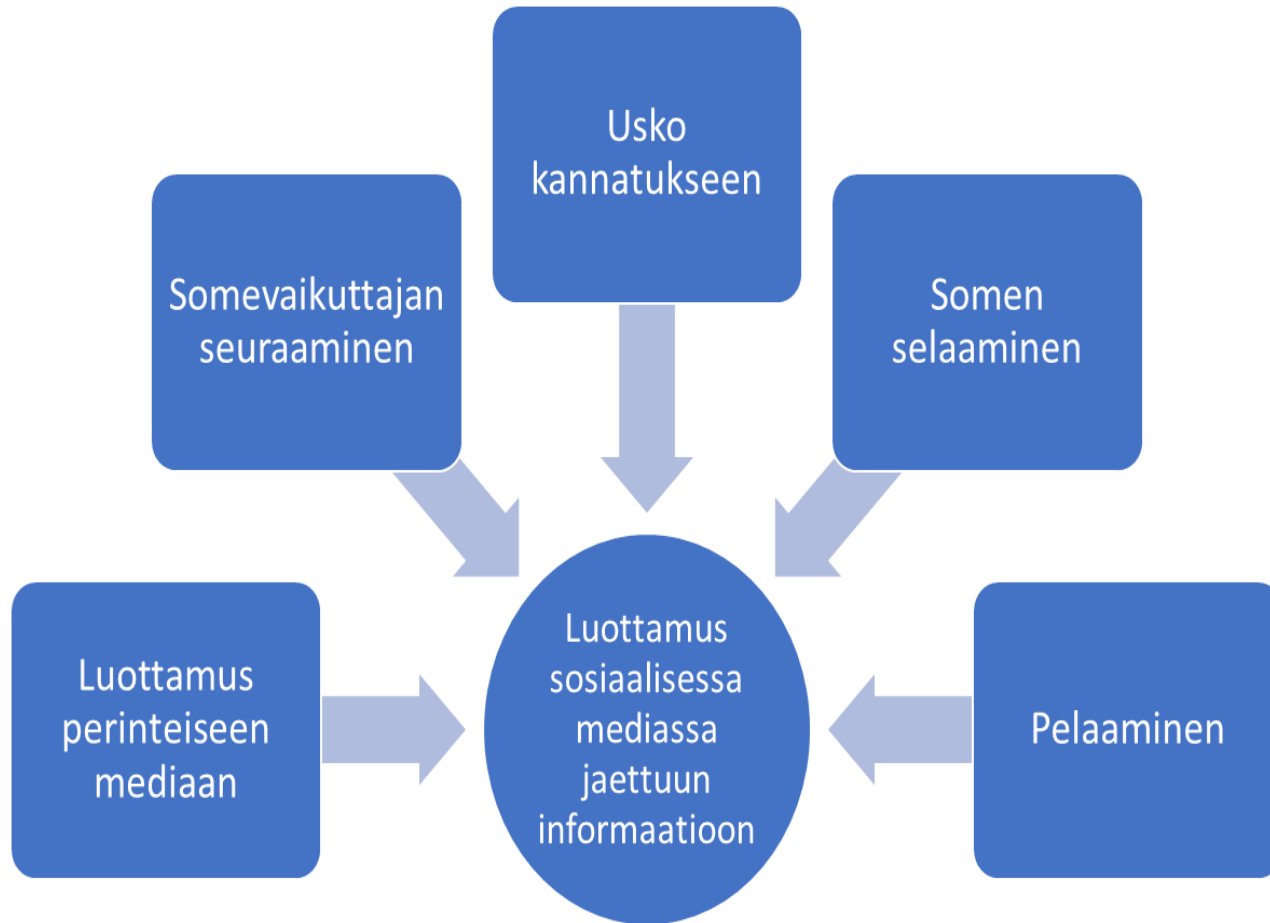 Usko
kannatukseen
Somevaikuttajan
seuraaminen
Somen
selaaminen
Luottamus
perinteiseen
mediaan
Luottamus
sosiaalisessa
mediassa
jaettuun
informaatioon
Pelaaminen